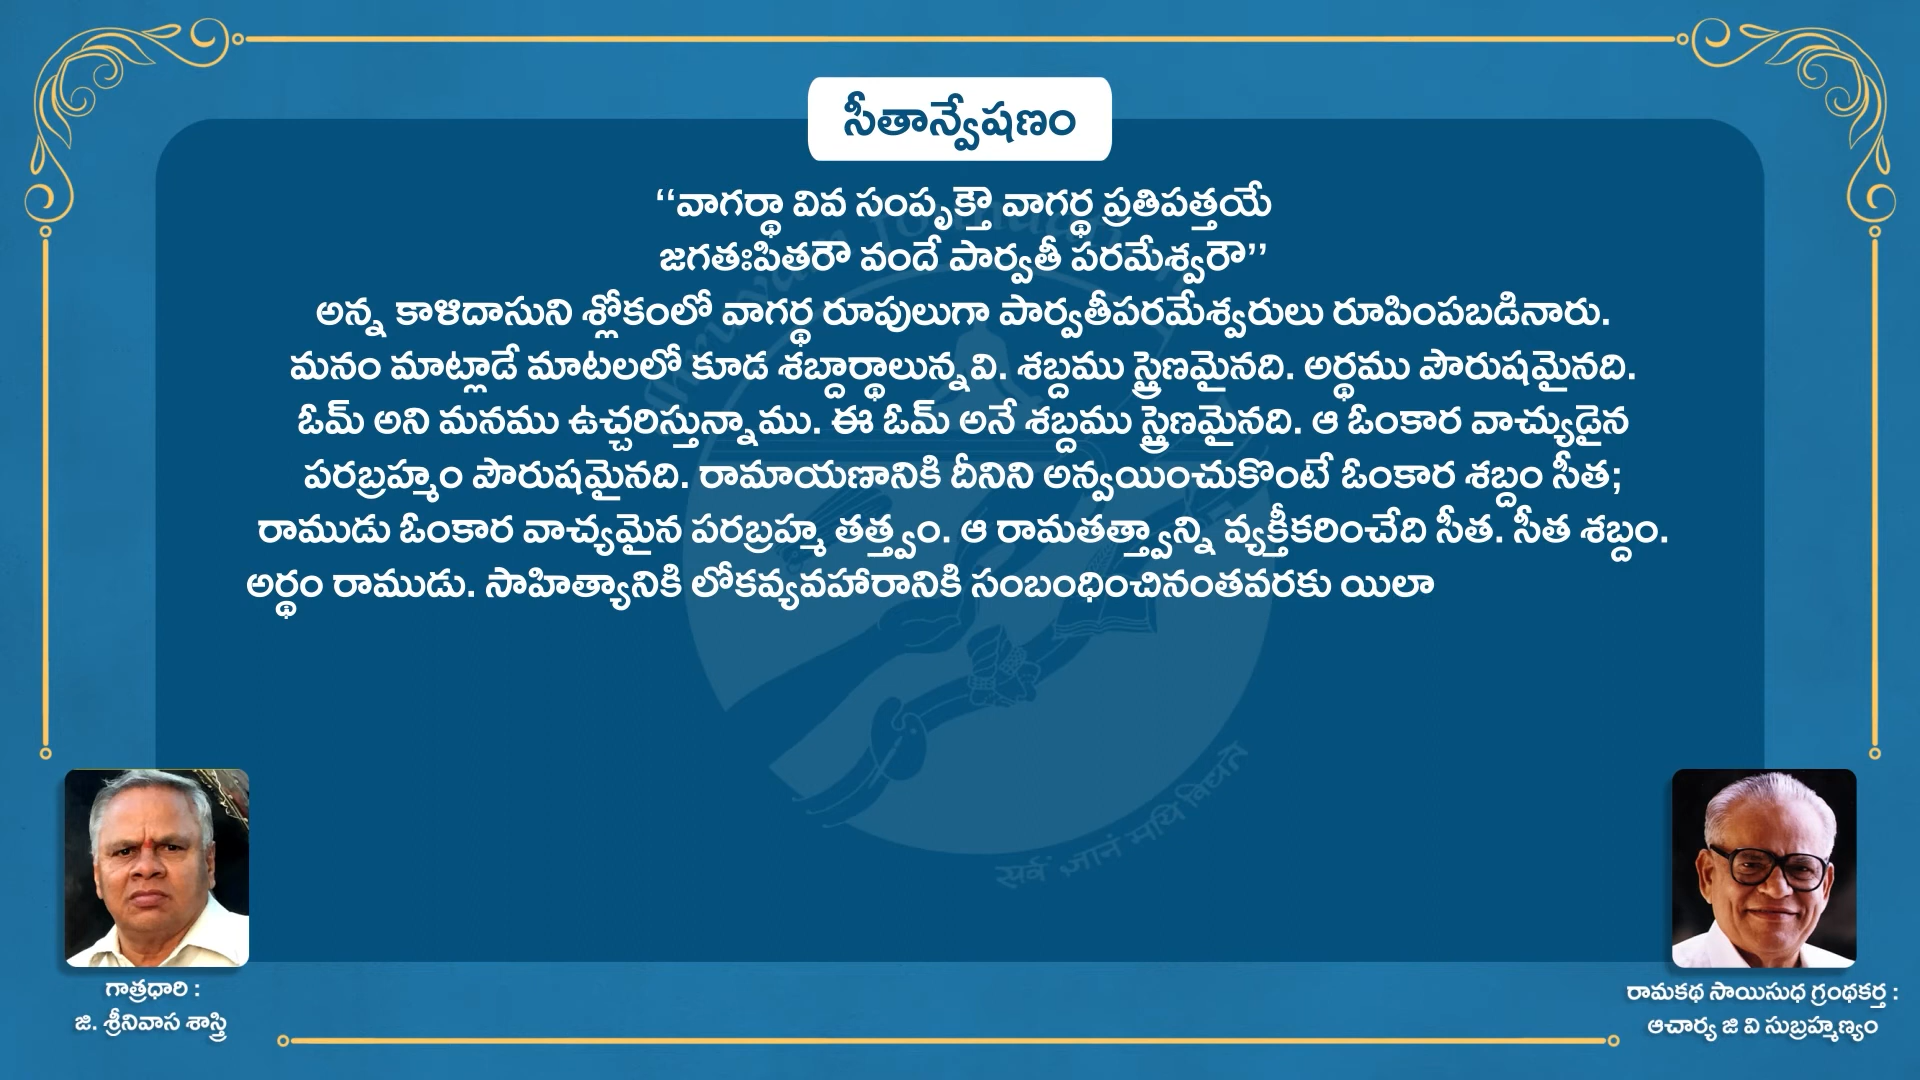 సీతాన్వేషణం
‘‘వాగర్థా వివ సంపృక్తౌ వాగర్థ ప్రతిపత్తయే
జగతఃపితరౌ వందే పార్వతీ పరమేశ్వరౌ’’
అన్న కాళిదాసుని శ్లోకంలో వాగర్థ రూపులుగా పార్వతీపరమేశ్వరులు రూపింపబడినారు.
మనం మాట్లాడే మాటలలో కూడ శబ్దార్థాలున్నవి. శబ్దము స్త్రైణమైనది. అర్థము పౌరుషమైనది.
ఓమ్ అని మనము ఉచ్చరిస్తున్నాము. ఈ ఓమ్ అనే శబ్దము స్త్రైణమైనది. ఆ ఓంకార వాచ్యుడైన
పరబ్రహ్మం పౌరుషమైనది. రామాయణానికి దీనిని అన్వయించుకొంటే ఓంకార శబ్దం సీత;
రాముడు ఓంకార వాచ్యమైన పరబ్రహ్మ తత్త్వం. ఆ రామతత్త్వాన్ని వ్యక్తీకరించేది సీత. సీత శబ్దం.
అర్థం రాముడు. సాహిత్యానికి లోకవ్యవహారానికి సంబంధించినంతవరకు యిలా
सर्वं ज्ञानं मयि विद्यते
గాత్రధారి :
జి. శ్రీనివాస శాస్త్రి
రామకథ సాయిసుధ గ్రంథకర్త :
ఆచార్య జి వి సుబ్రహ్మణ్యం